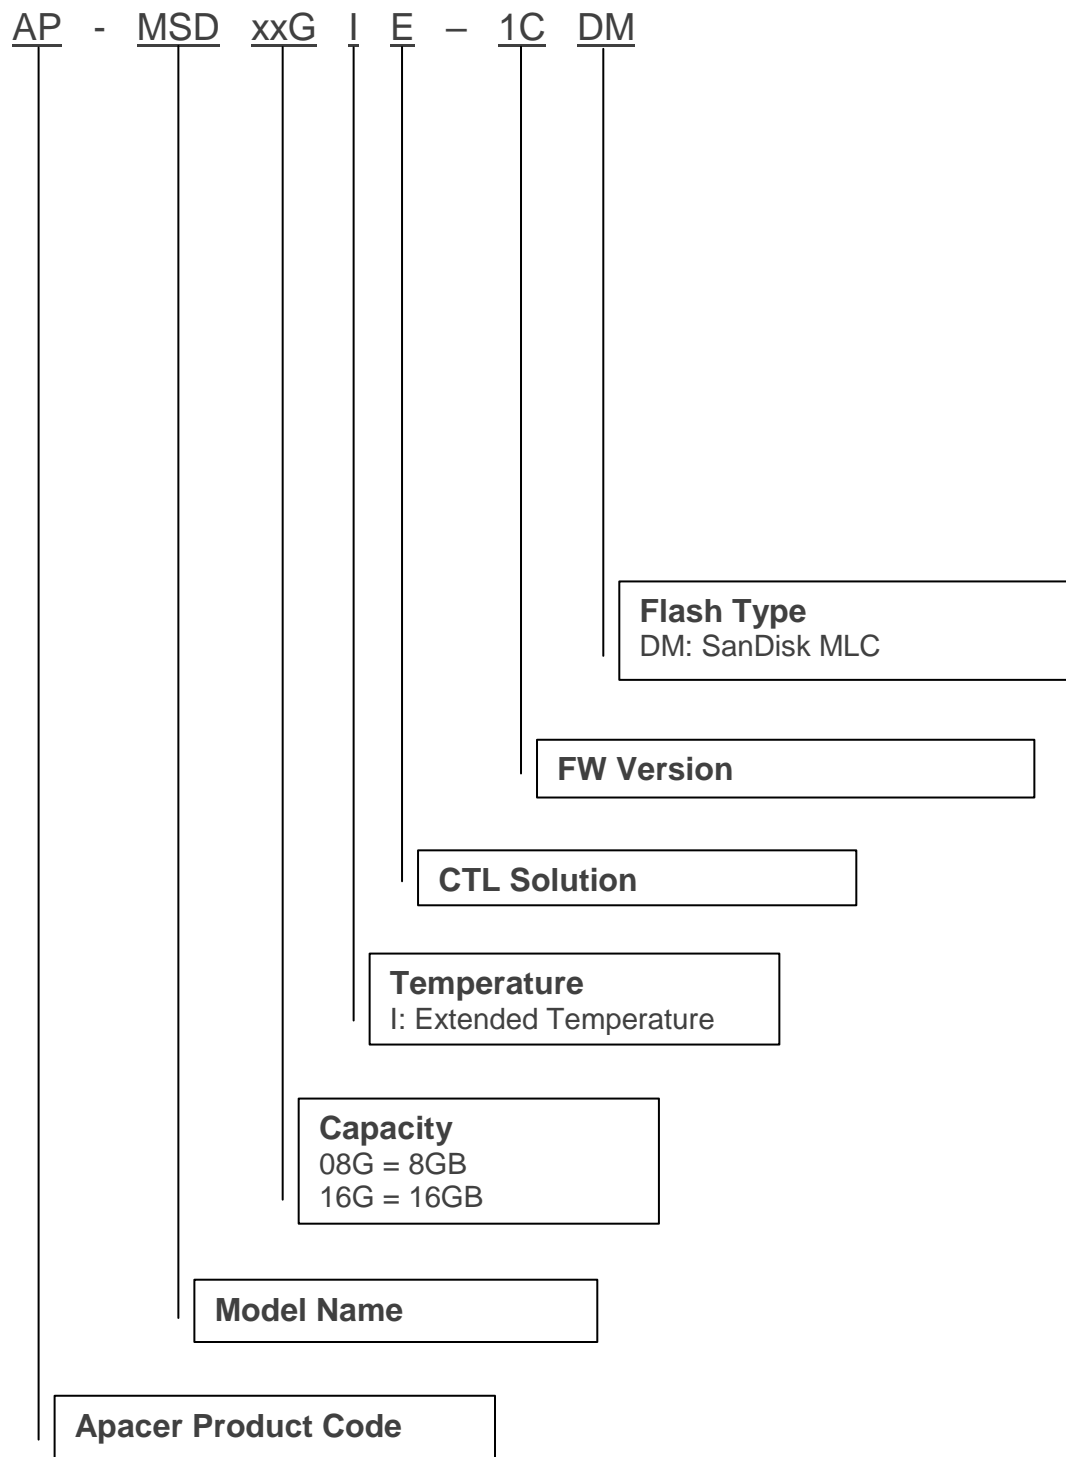 AP - MSD xxG I E – 1C DM
Flash Type
DM: SanDisk MLC
FW Version
CTL Solution
Temperature
I: Extended Temperature
Capacity
08G = 8GB
16G = 16GB
Model Name
Apacer Product Code